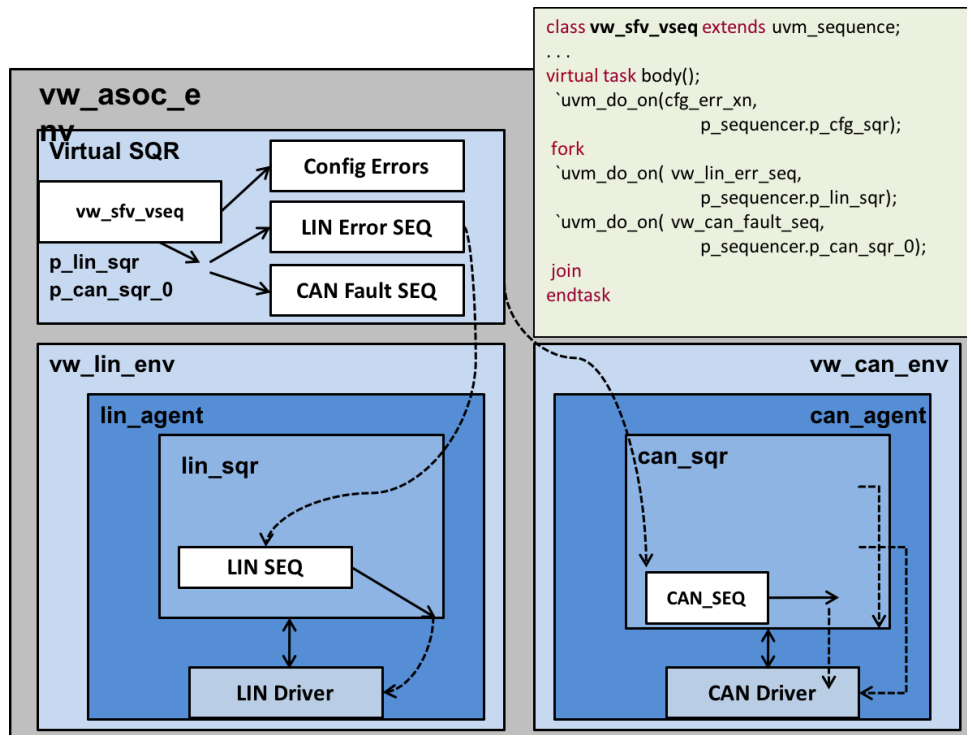 class vw_sfv_vseq extends uvm_sequence;
. . .
virtual task body();
`uvm_do_on(cfg_err_xn,
p_sequencer.p_cfg_sqr);
fork
`uvm_do_on( vw_lin_err_seq,
p_sequencer.p_lin_sqr);
`uvm_do_on( vw_can_fault_seq,
p_sequencer.p_can_sqr_0);
join
endtask
vw_asoc_e
nv
Virtual SQR
vw_sfv_vseq
Config Errors
LIN Error SEQ
CAN Fault SEQ
p_lin_sqr
p_can_sqr_0
vw_lin_env
lin_agent
lin_sqr
LIN SEQ
LIN Driver
vw_can_env
can_agent
can_sqr
CAN_SEQ
CAN Driver